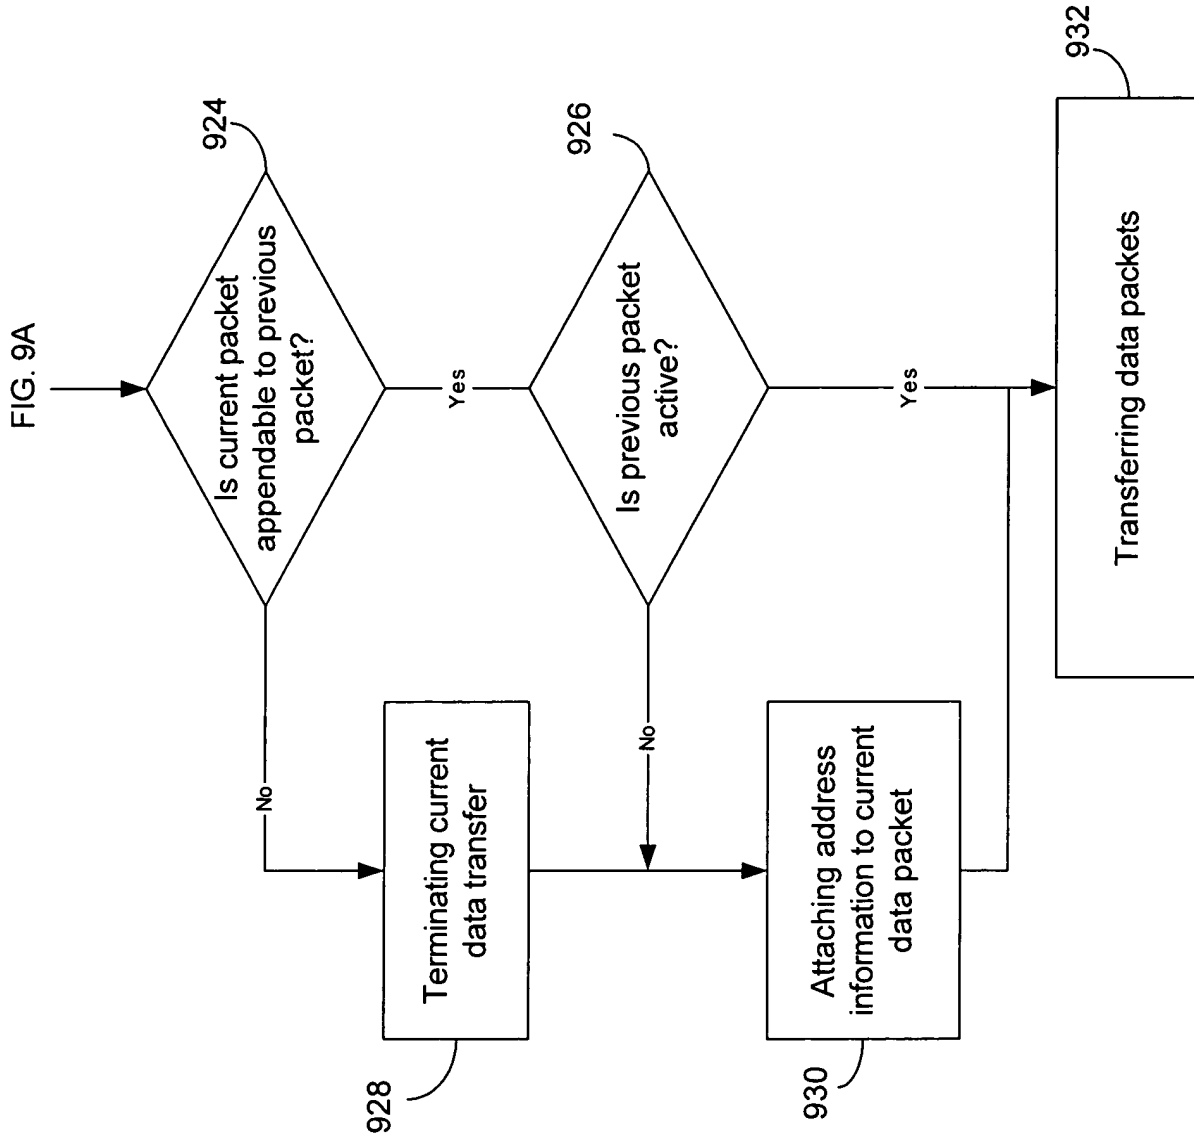 FIG. 9A
924
Is current packet
appendable to previous
packet?
No
Yes
926
Is previous packet
active?
No
Yes
928
Terminating current
data transfer
930
Attaching address
information to current
data packet
932
Transferring data packets